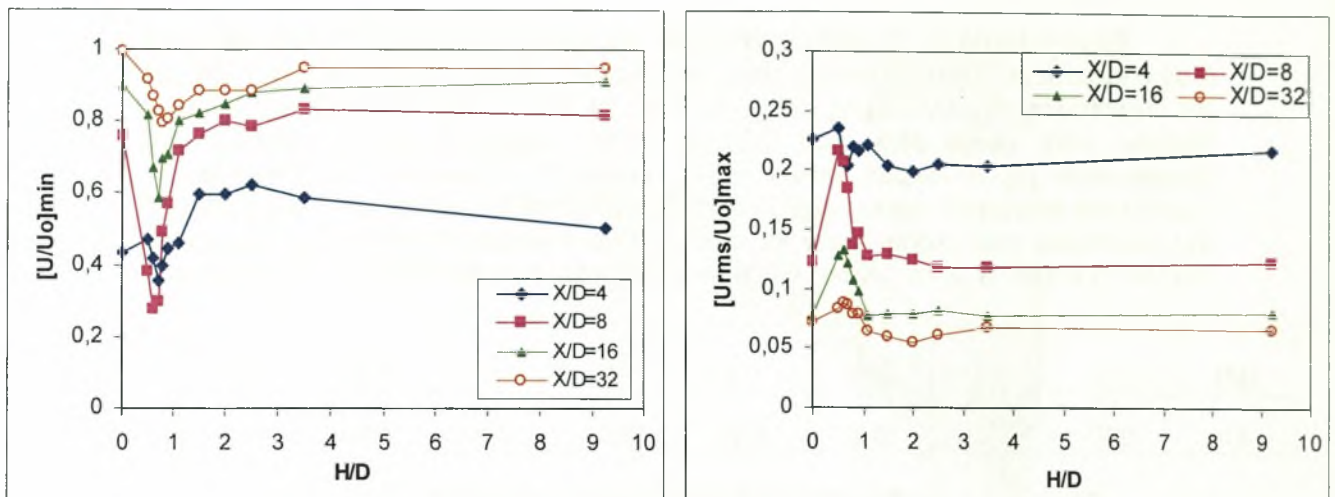 [U/Uo]min
1
0,8
0,6
0,4
0,2
0
0 1 2 3 4 5 6 7 8 9 10
H/D
X/D=4
X/D=8
X/D=16
X/D=32
[Urms/Uo]max
0,3
0,25
0,2
0,15
0,1
0,05
0
0 1 2 3 4 5 6 7 8 9 10
H/D
X/D=4 X/D=8
X/D=16 X/D=32